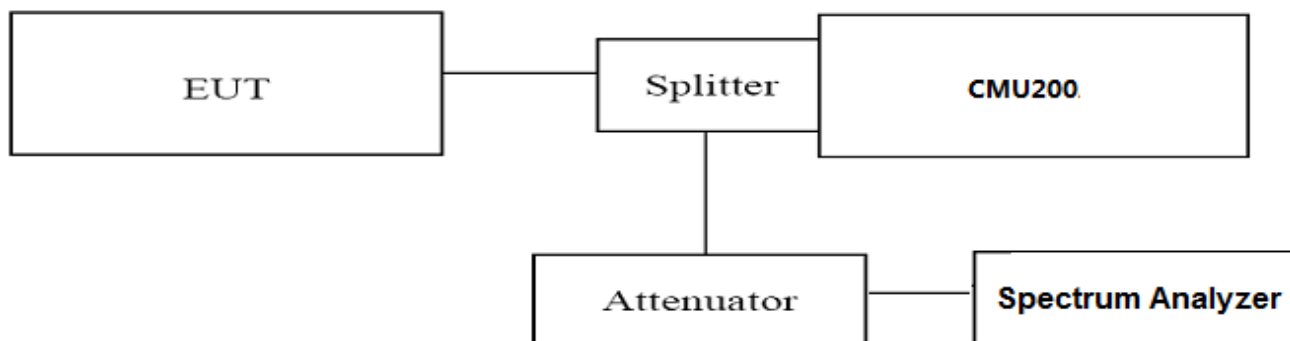 EUT
Splitter
CMU200
Attenuator
Spectrum Analyzer